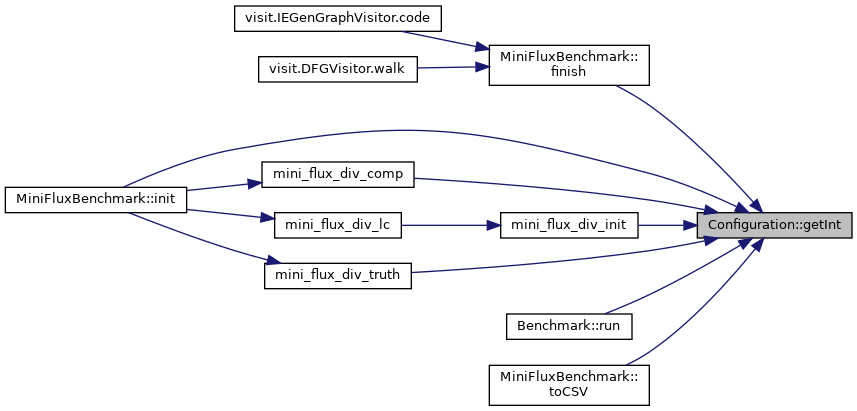 visit.IEGenGraphVisitor.code
visit.DFGVisitor.walk
MiniFluxBenchmark::
finish
MiniFluxBenchmark::init
mini_flux_div_comp
mini_flux_div_lc
mini_flux_div_init
Configuration::getInt
mini_flux_div_truth
Benchmark::run
MiniFluxBenchmark::
toCSV